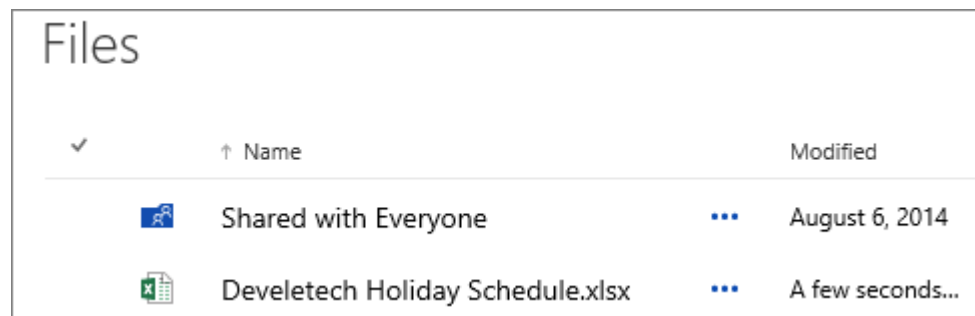 Files
Name Modified
Shared with Everyone ... August 6, 2014
Develetech Holiday Schedule.xlsx ... A few seconds...